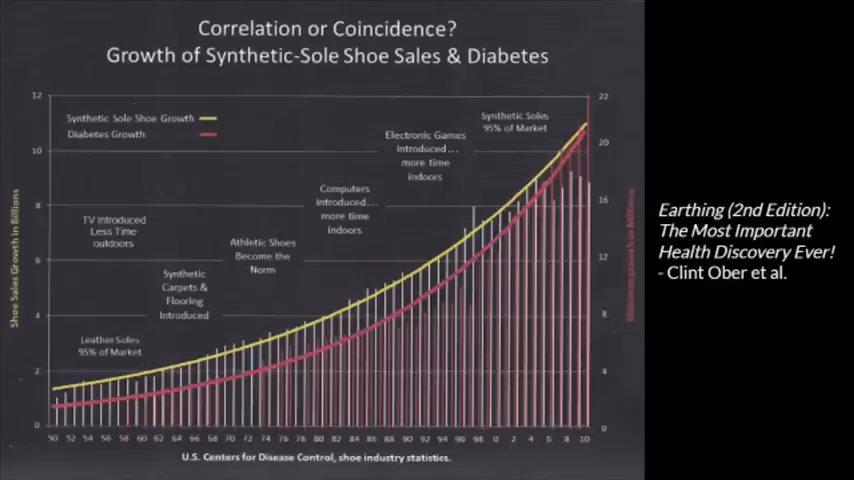 Correlation or Coincidence?
Growth of Synthetic-Sole Shoe Sales & Diabetes
Synthetic Sole Shoe Growth
Diabetes Growth
Synthetic Soles
95% of Market
Electronic Games
introduced...
more time
indoors
Computers
introduced...
more time
indoors
TV Introduced
Less Time
outdoors
Athletic Shoes
Become the
Norm
Synthetic
Carpets &
Flooring
Introduced
Leather Soles
95% of Market
Shoe Sales Growth in Billions
12
10
8
6
4
2
0
22
20
16
12
8
4
0
growth in Millions
50 52 54 56 58 60 62 64 66 68 70 72 74 76 78 80 82 84 86 88 90 92 94 96 98 0 2 4 6 8 10
U.S. Centers for Disease Control, shoe industry statistics.
Earthing (2nd Edition):
The Most Important
Health Discovery Ever!
- Clint Ober et al.